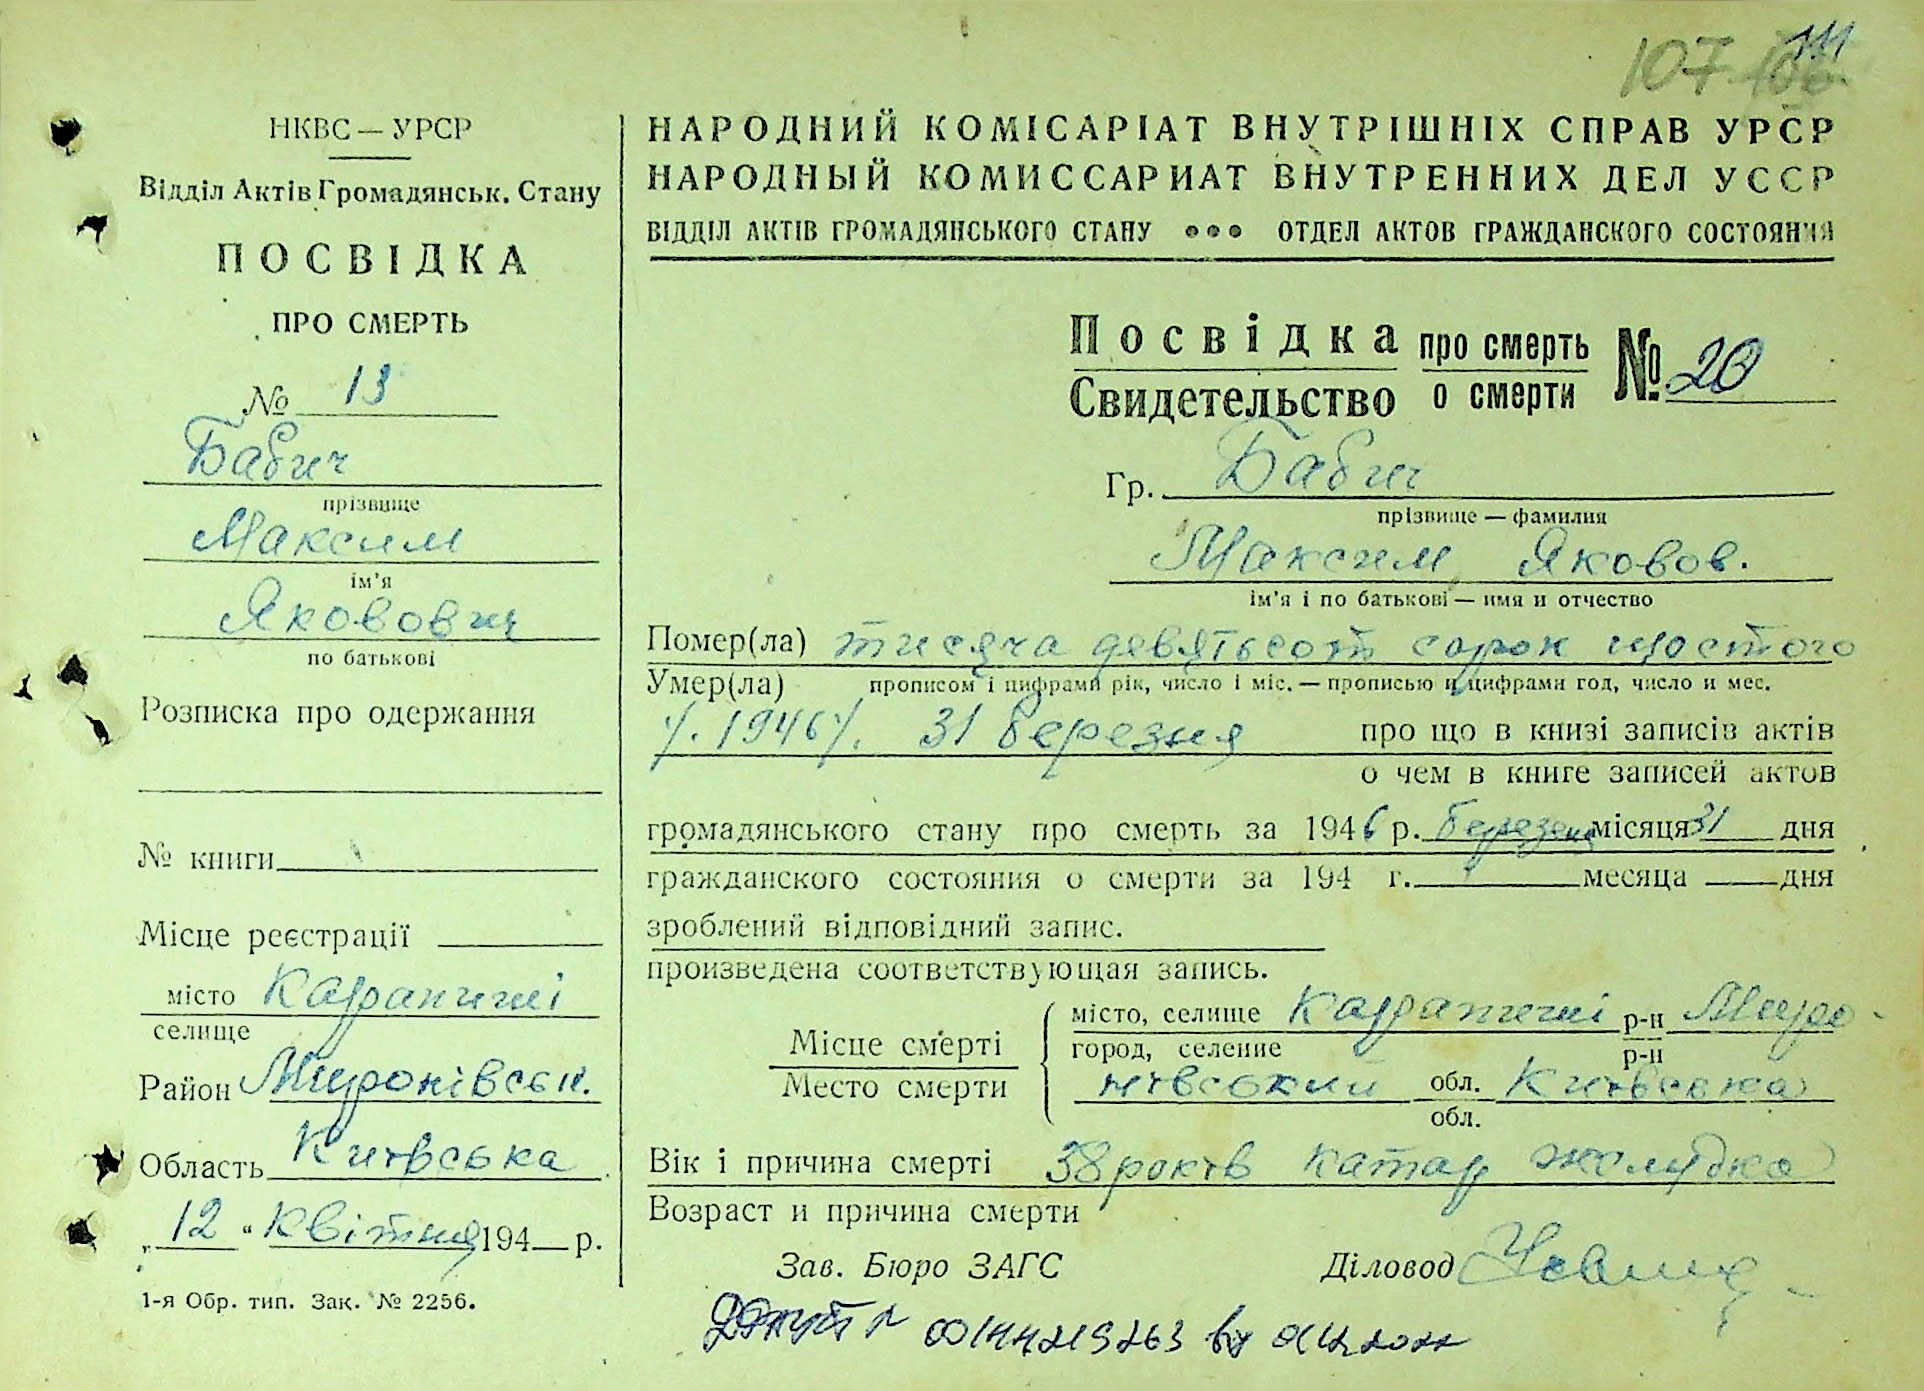 107
111
НКВС — УРСР
Відділ Актів Громадянськ. Стану
ПОСВІДКА
ПРО СМЕРТЬ
№ 13
Бабич
прізвище
Максим
ім'я
Якович
по батькові
Розписка про одержання
№ книги
Місце реєстрації
місто Карапиші
селище
Район Миронівськ.
Область Київська
„12“ Квітня 194 р.
1-я Обр. тип. Зак. № 2256.
НАРОДНИЙ КОМІСАРІАТ ВНУТРІШНІХ СПРАВ УРСР
НАРОДНЫЙ КОМИССАРИАТ ВНУТРЕННИХ ДЕЛ УССР
ВІДДІЛ АКТІВ ГРОМАДЯНСЬКОГО СТАНУ ••• ОТДЕЛ АКТОВ ГРАЖДАНСКОГО СОСТОЯНИЯ
Посвідка про смерть № 20
Свидетельство о смерти
Гр. Бабич
прізвище — фамилия
Максим Яковов.
ім'я і по батькові — имя и отчество
Помер(ла) тисяча девятьсот сорок шостого
Умер(ла) прописом і цифрами рік, число і міс. — прописью и цифрами год, число и мес.
/. 1946 /. 31 березня про що в книзі записів актів
о чем в книге записей актов
громадянського стану про смерть за 1946 р. березень місяця 31 дня
гражданского состояния о смерти за 194 г. месяца дня
зроблений відповідний запис.
произведена соответствующая запись.
Місце смерті
Место смерти
місто, селище Карапиші р-н Миро-
город, селение р-н
нівський обл. Київська
обл.
Вік і причина смерті 38 років катар желудка
Возраст и причина смерти
Зав. Бюро ЗАГС Діловод
00144219263